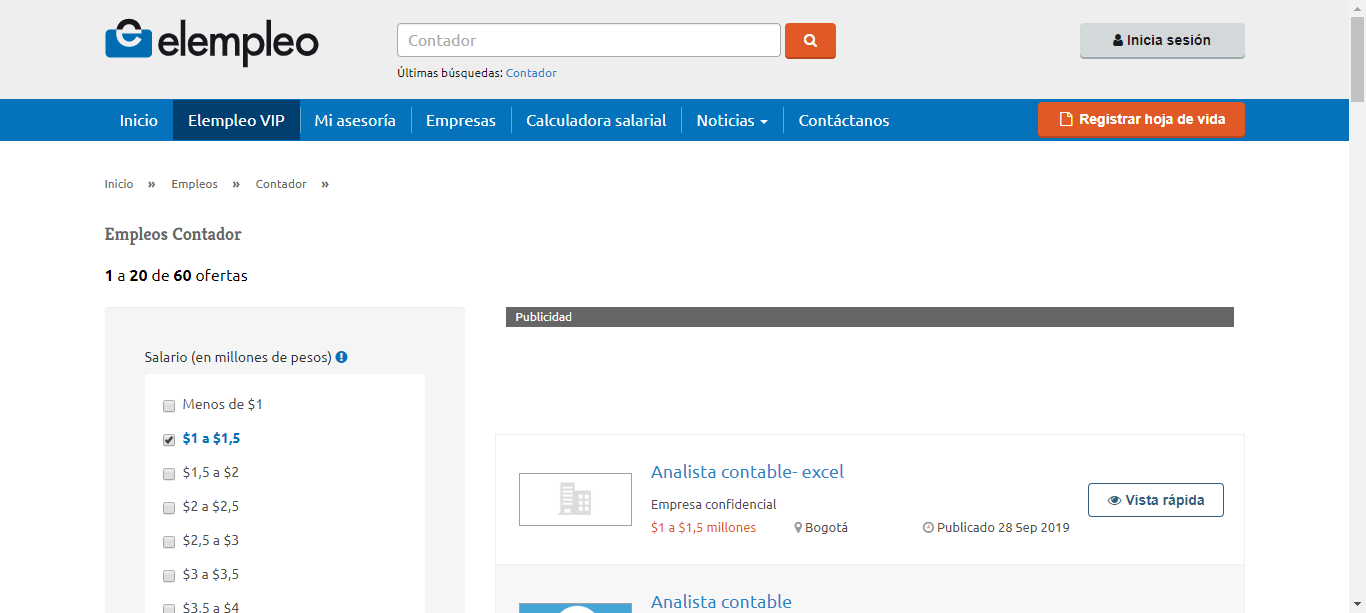 elempleo
Contador
Últimas búsquedas: Contador
Inicia sesión
Inicio Elempleo VIP Mi asesoría Empresas Calculadora salarial Noticias Contáctanos Registrar hoja de vida
Inicio » Empleos » Contador »
Empleos Contador
1 a 20 de 60 ofertas
Salario (en millones de pesos)
Menos de $1
$1 a $1,5
$1,5 a $2
$2 a $2,5
$2,5 a $3
$3 a $3,5
$3,5 a $4
Publicidad
Analista contable- excel
Empresa confidencial
$1 a $1,5 millones Bogotá Publicado 28 Sep 2019
Vista rápida
Analista contable